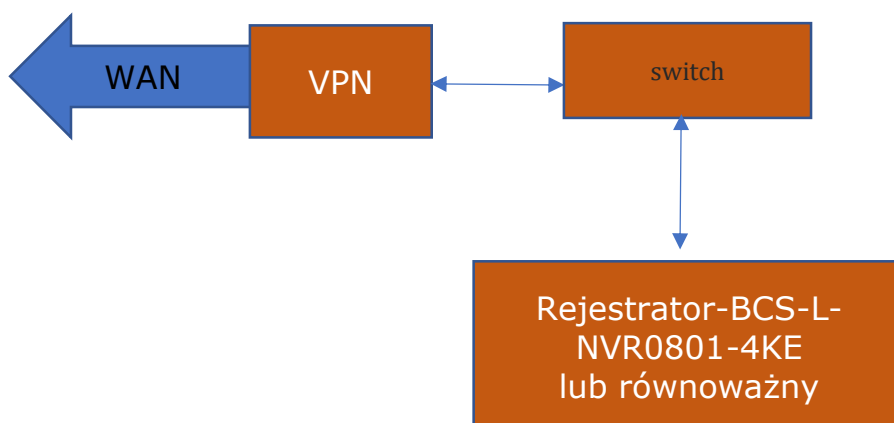 WAN
VPN
switch
Rejestrator-BCS-L-
NVR0801-4KE
lub równoważny